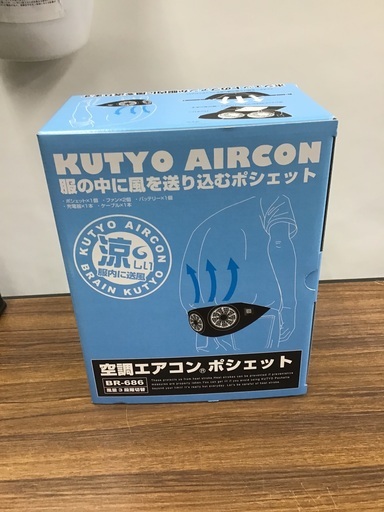 KUTYO AIRCON
服の中に風を送り込むポシェット
・ポシェット×1個 ・ファン×2個 ・バッテリー×1個
・充電器×1本 ・ケーブル×1本
KUTYO AIRCON
涼しい
服内に送風
BRAIN KUTYO
空調エアコン®ポシェット
BR-686
風量3段階切替